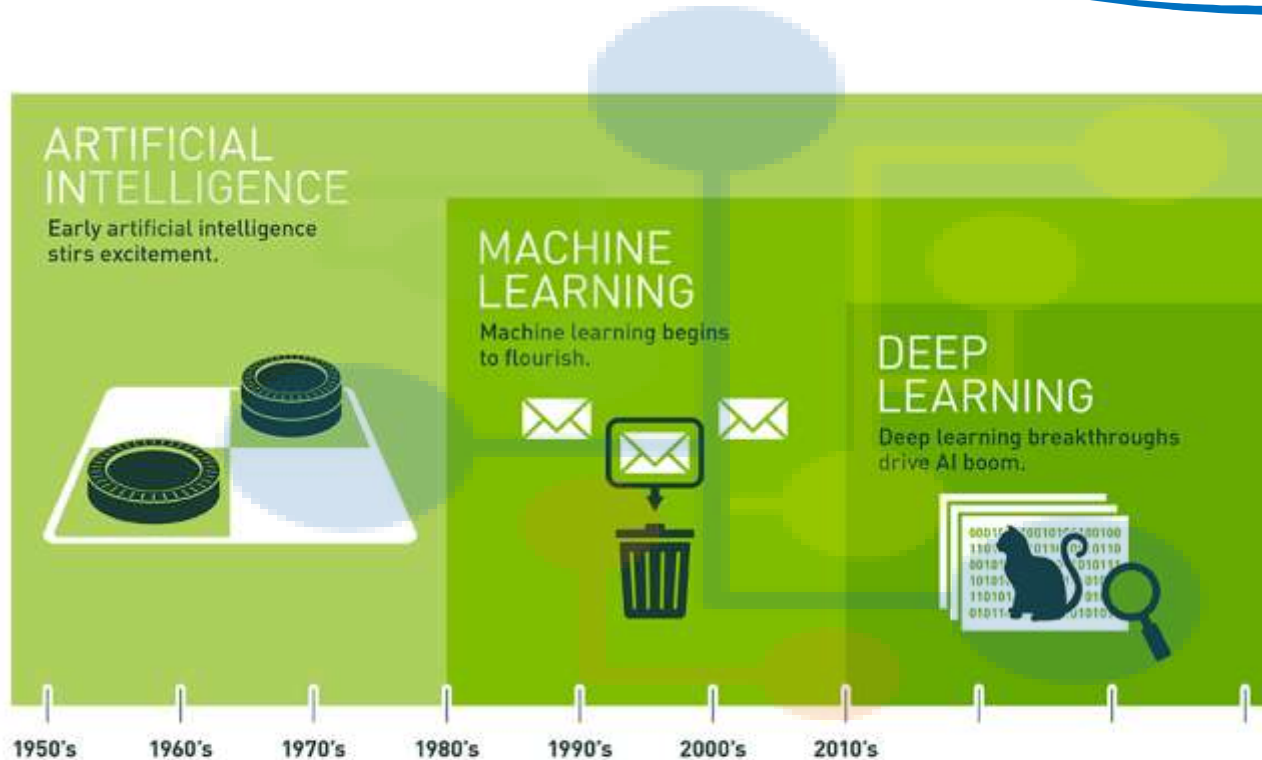 ARTIFICIAL
INTELLIGENCE
Early artificial intelligence
stirs excitement.
MACHINE
LEARNING
Machine learning begins
to flourish.
DEEP
LEARNING
Deep learning breakthroughs
drive AI boom.
1950's 1960's 1970's 1980's 1990's 2000's 2010's